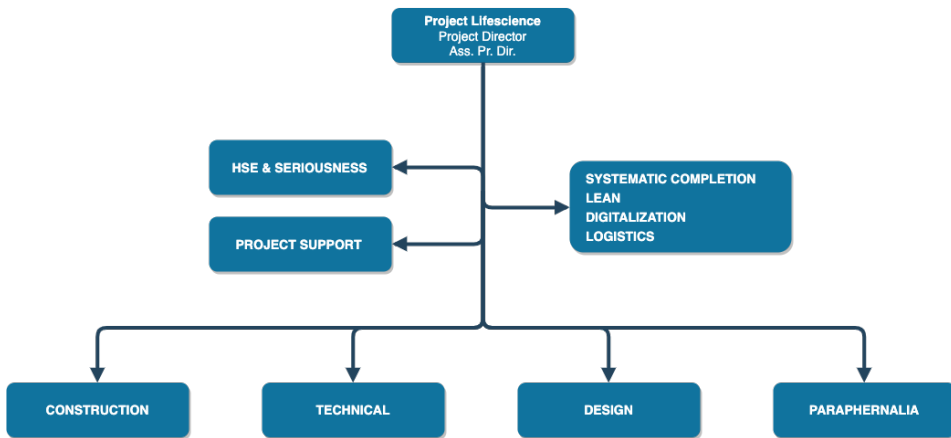 Project Lifescience
Project Director
Ass. Pr. Dir.
HSE & SERIOUSNESS
PROJECT SUPPORT
SYSTEMATIC COMPLETION
LEAN
DIGITALIZATION
LOGISTICS
CONSTRUCTION
TECHNICAL
DESIGN
PARAPHERNALIA